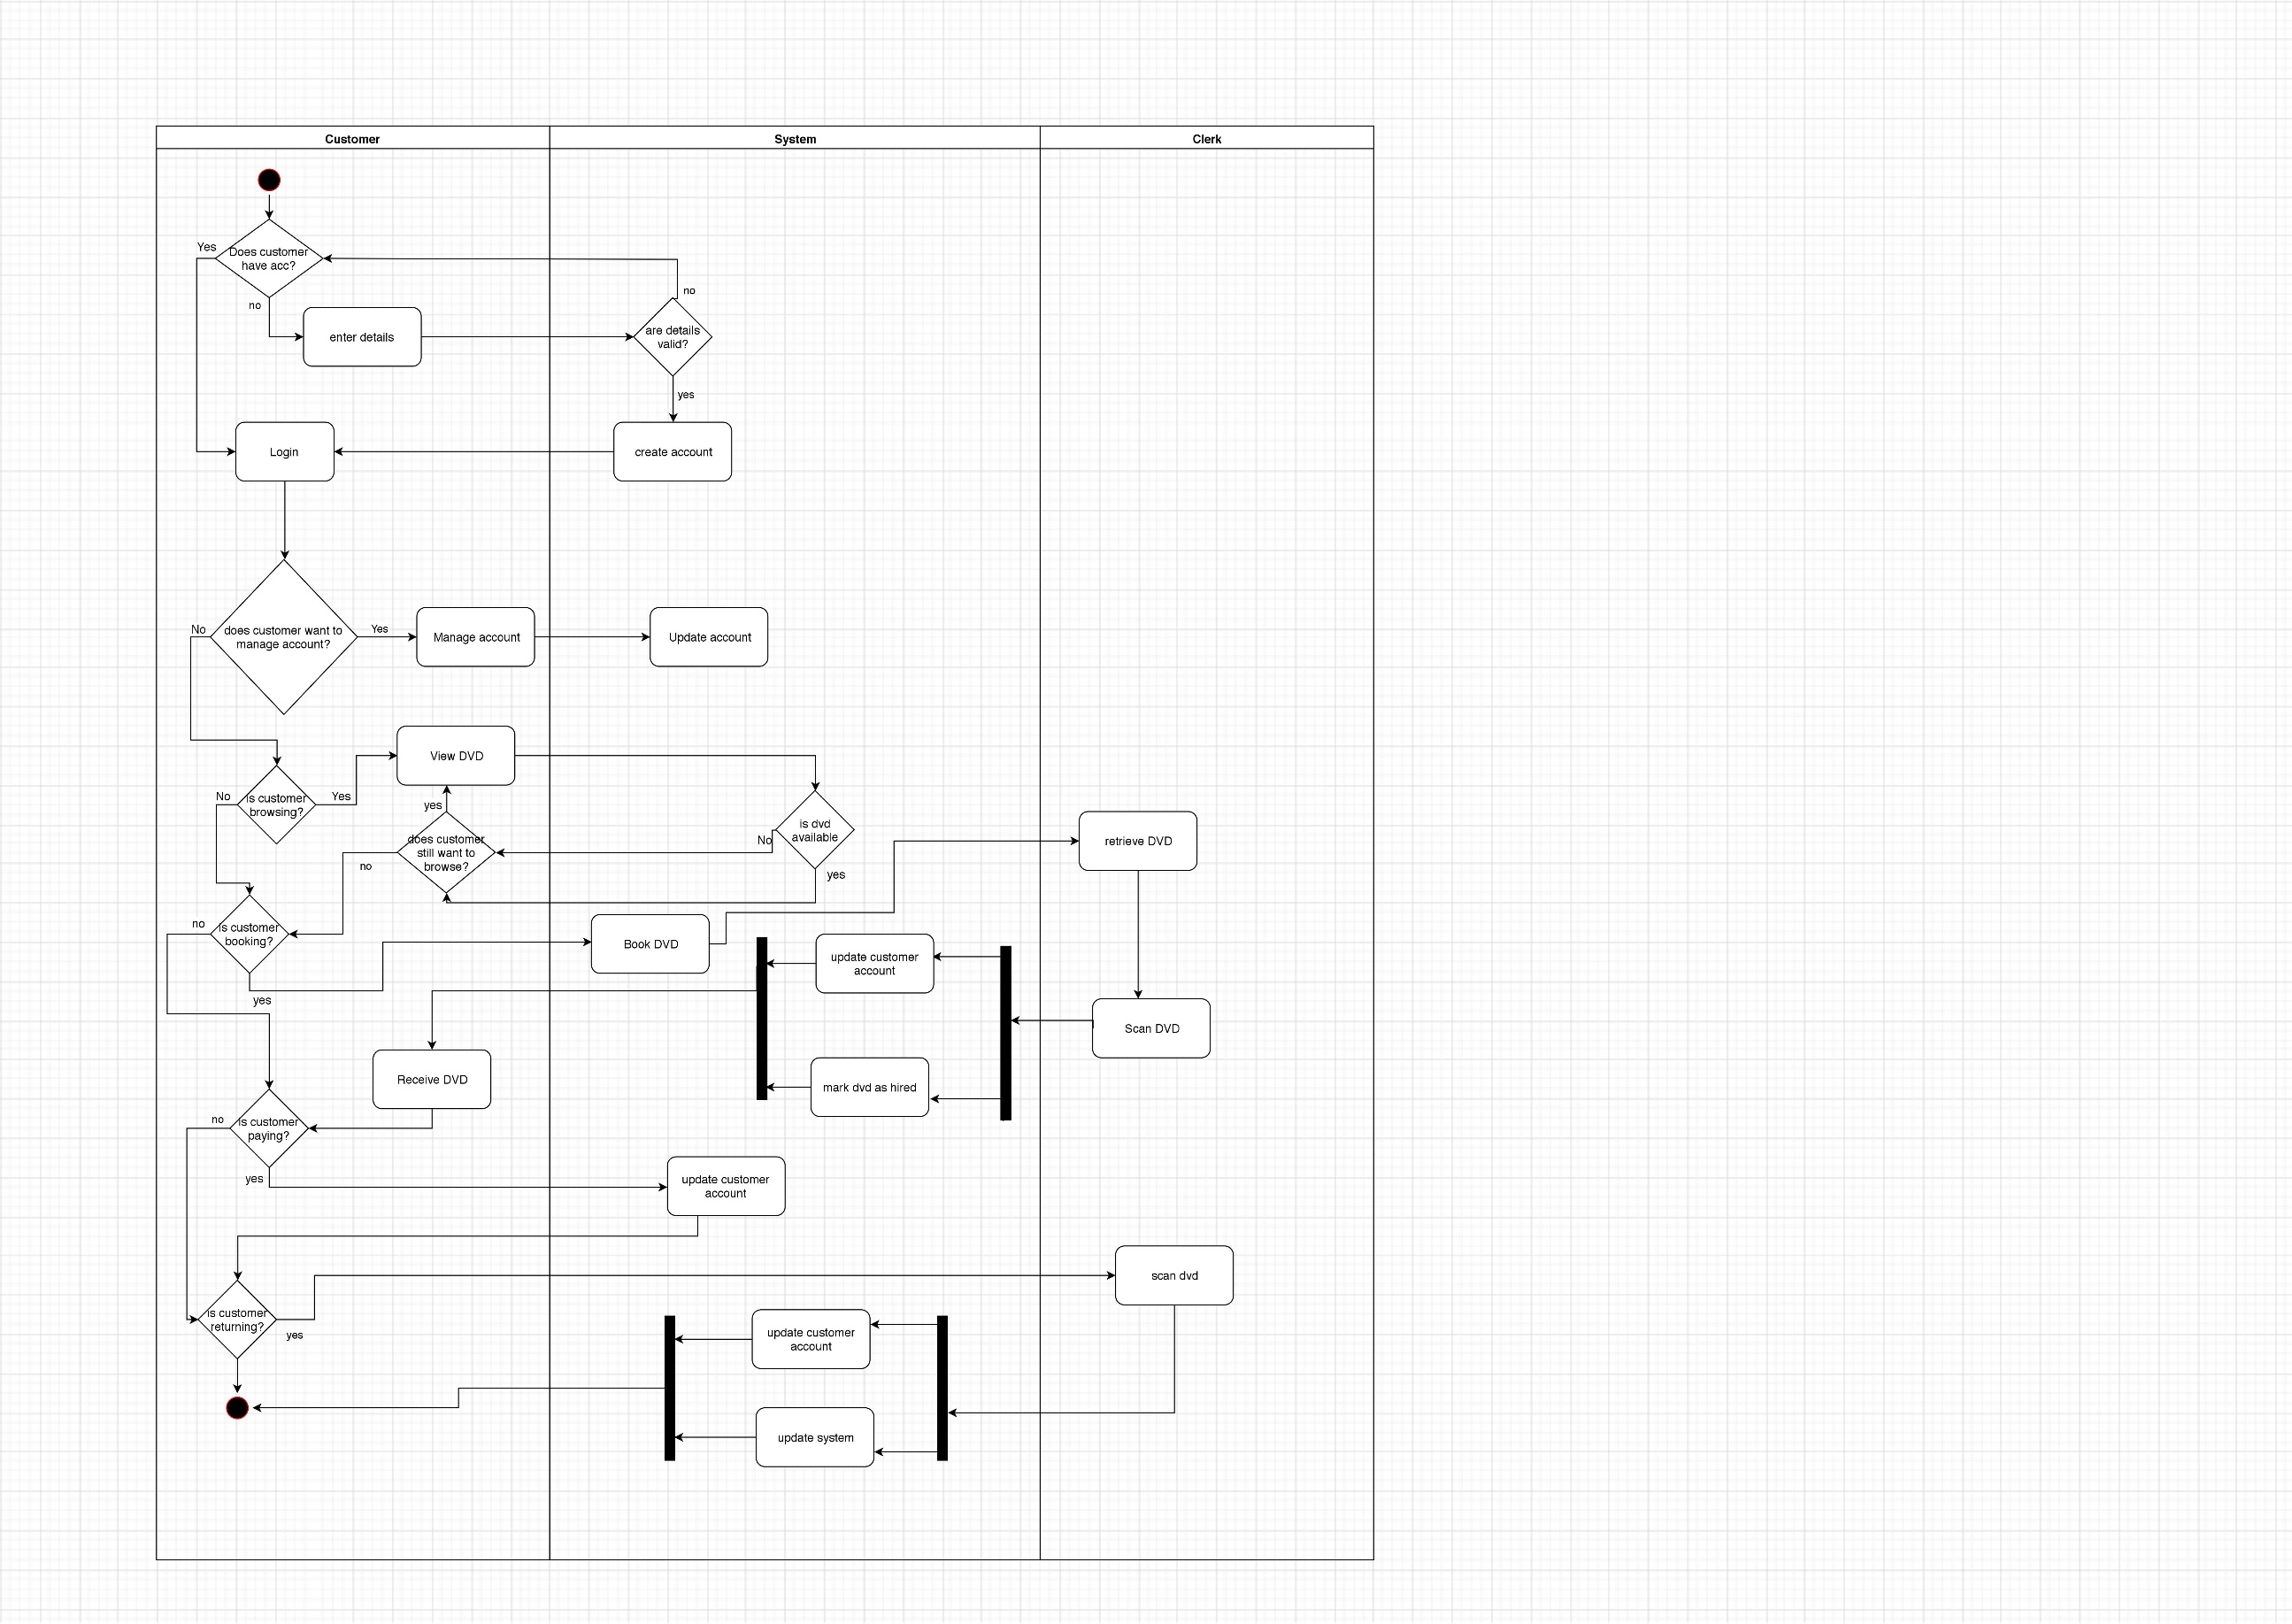 Customer
System
Clerk
Yes
Does customer
have acc?
no
no
enter details
are details
valid?
yes
Login
create account
No
does customer want to
manage account?
Yes
Manage account
Update account
View DVD
No
is customer
browsing?
Yes
yes
does customer
still want to
browse?
no
No
is dvd
available
yes
retrieve DVD
no
is customer
booking?
yes
Book DVD
update customer
account
Scan DVD
Receive DVD
mark dvd as hired
no
is customer
paying?
yes
update customer
account
scan dvd
is customer
returning?
yes
update customer
account
update system